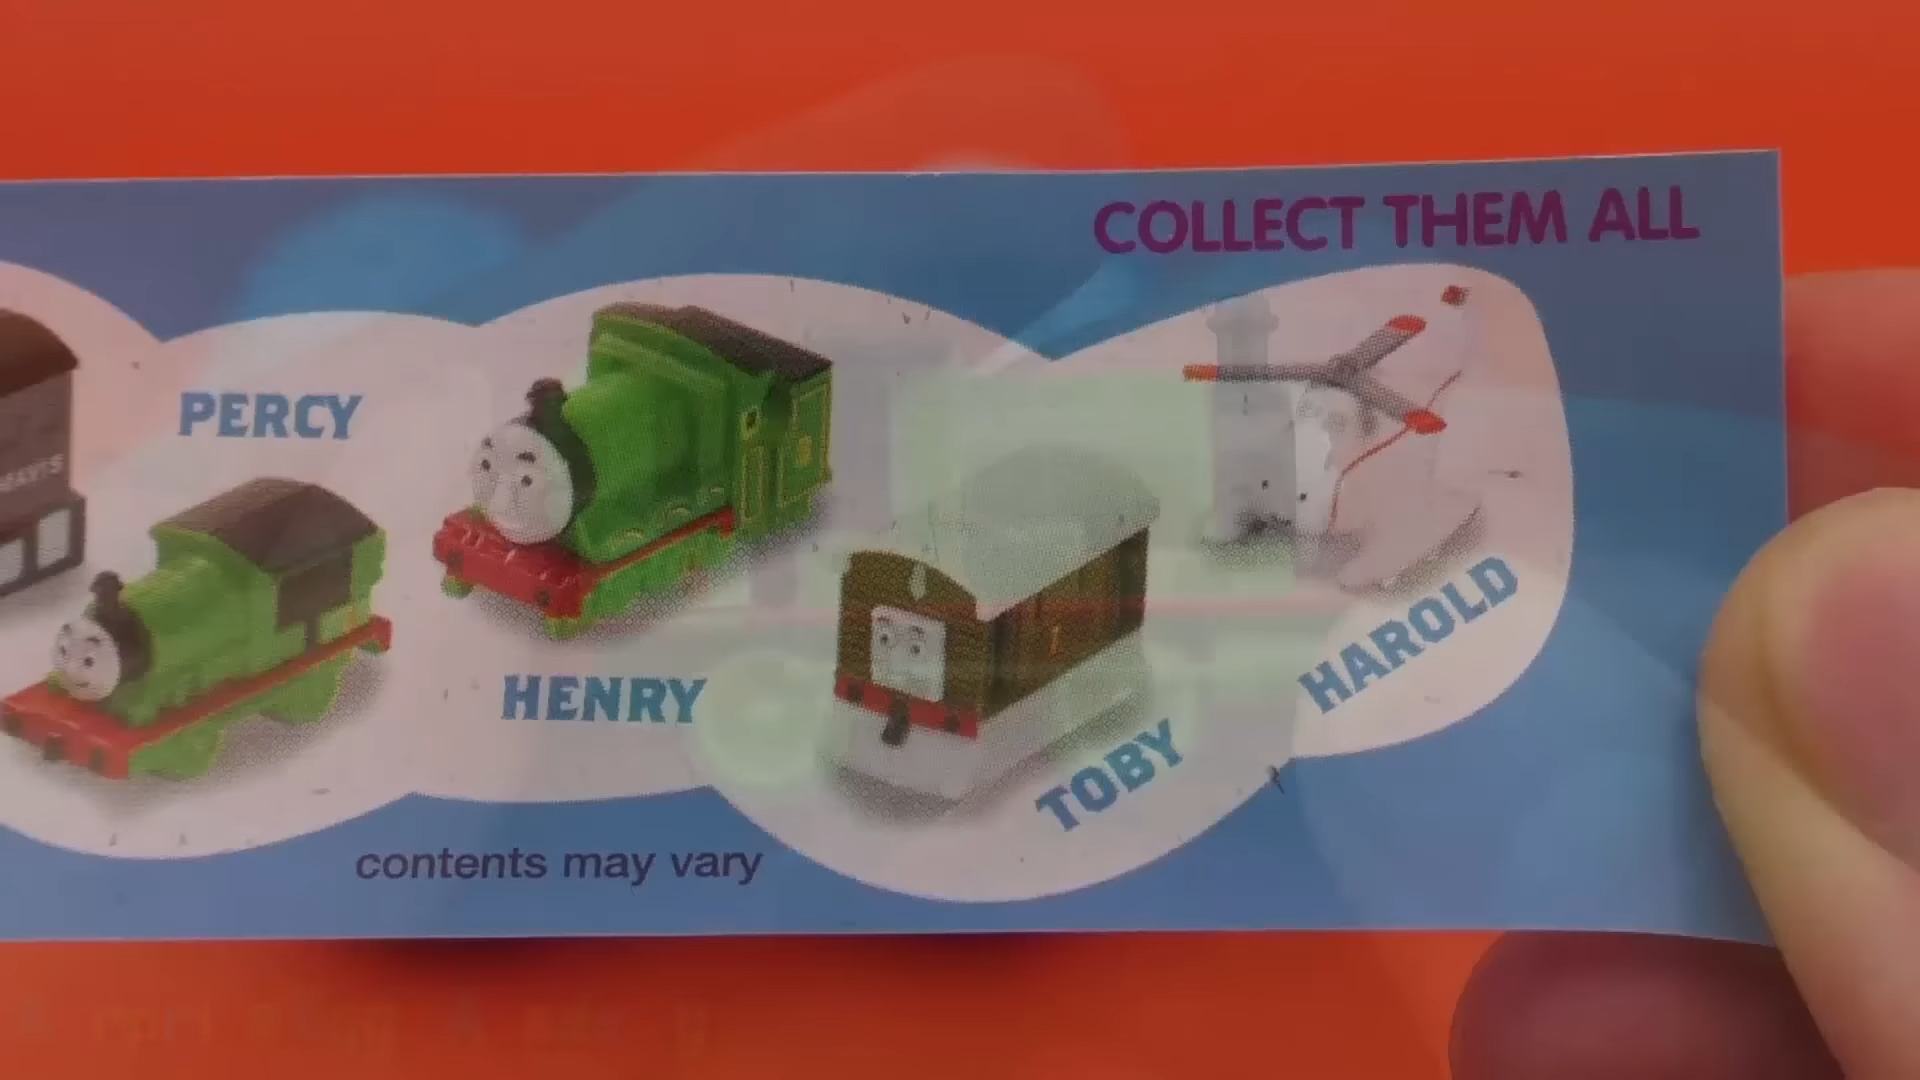 COLLECT THEM ALL
PERCY
HENRY
TOBY
HAROLD
contents may vary